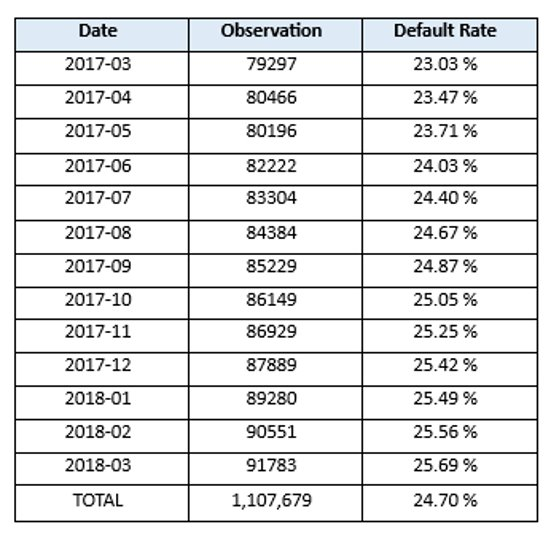 Date Observation Default Rate
2017-03 79297 23.03 %
2017-04 80466 23.47 %
2017-05 80196 23.71 %
2017-06 82222 24.03 %
2017-07 83304 24.40 %
2017-08 84384 24.67 %
2017-09 85229 24.87 %
2017-10 86149 25.05 %
2017-11 86929 25.25 %
2017-12 87889 25.42 %
2018-01 89280 25.49 %
2018-02 90551 25.56 %
2018-03 91783 25.69 %
TOTAL 1,107,679 24.70 %